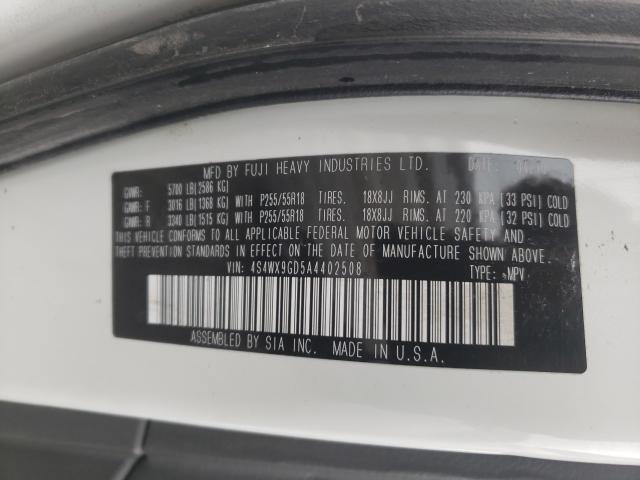 MFD BY FUJI HEAVY INDUSTRIES LTD. DATE:
GVWR: 5700 LB(2586 KG)
GAWR: F 3016 LB(1368 KG) WITH P255/55R18 TIRES. 18X8JJ RIMS. AT 230 KPA (33 PSI) COLD
GAWR: R 3340 LB(1515 KG) WITH P255/55R18 TIRES. 18X8JJ RIMS. AT 220 KPA (32 PSI) COLD
THIS VEHICLE CONFORMS TO ALL APPLICABLE FEDERAL MOTOR VEHICLE SAFETY AND
THEFT PREVENTION STANDARDS IN EFFECT ON THE DATE OF MANUFACTURE SHOWN ABOVE.
VIN: 4S4WX9GD5A4402508 TYPE: MPV
ASSEMBLED BY SIA INC. MADE IN U.S.A.